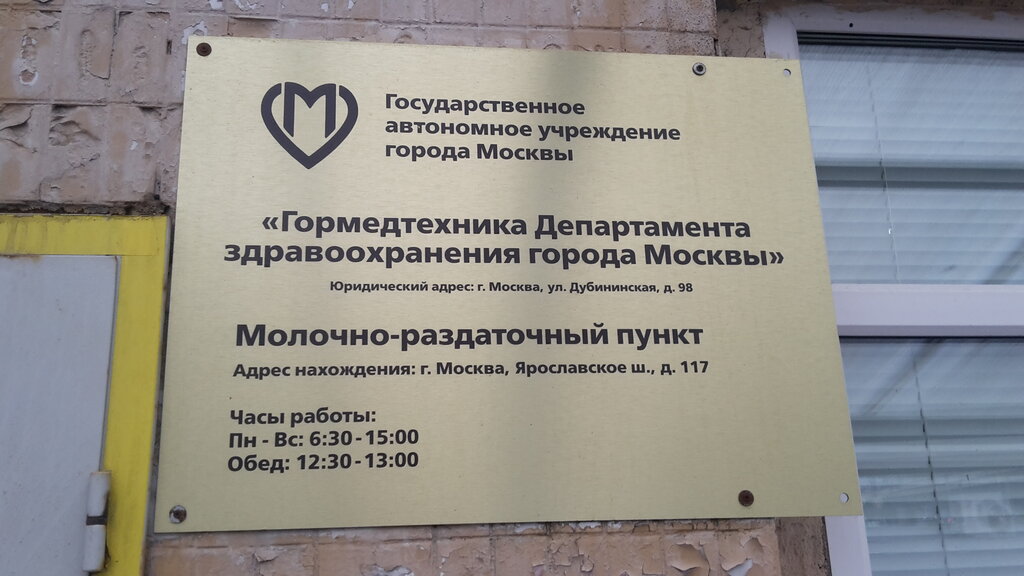 М
Государственное
автономное учреждение
города Москвы
«Гормедтехника Департамента
здравоохранения города Москвы»
Юридический адрес: г. Москва, ул. Дубининская, д. 98
Молочно-раздаточный пункт
Адрес нахождения: г. Москва, Ярославское ш., д. 117
Часы работы:
Пн - Вс: 6:30 - 15:00
Обед: 12:30 - 13:00